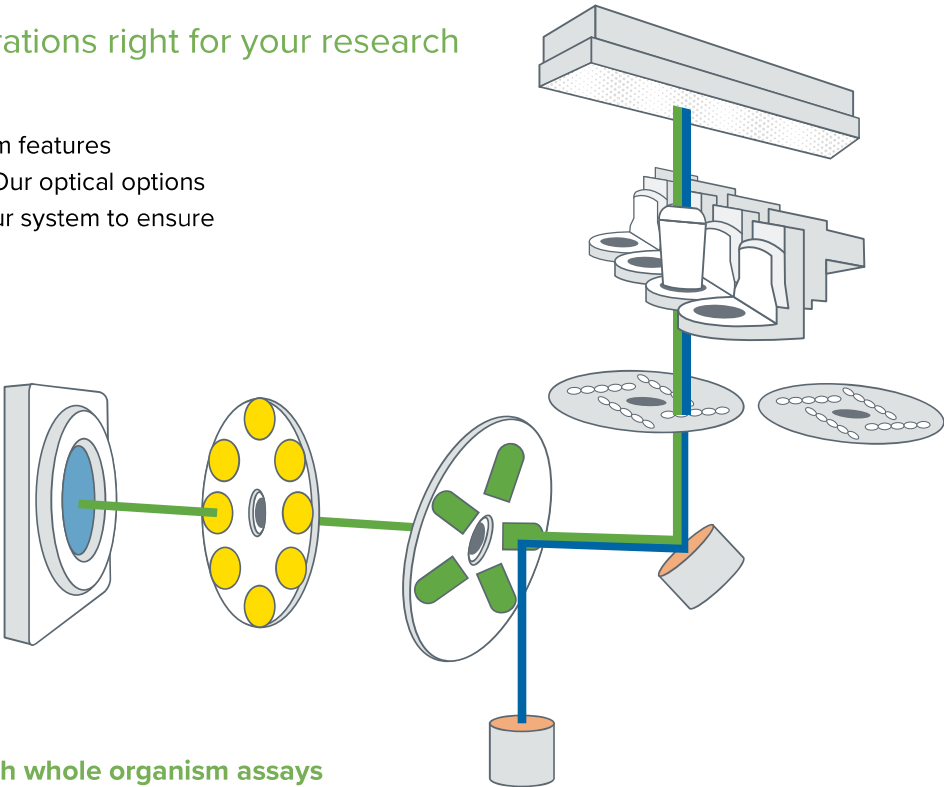 rations right for your research
m features
Our optical options
ur system to ensure
h whole organism assays